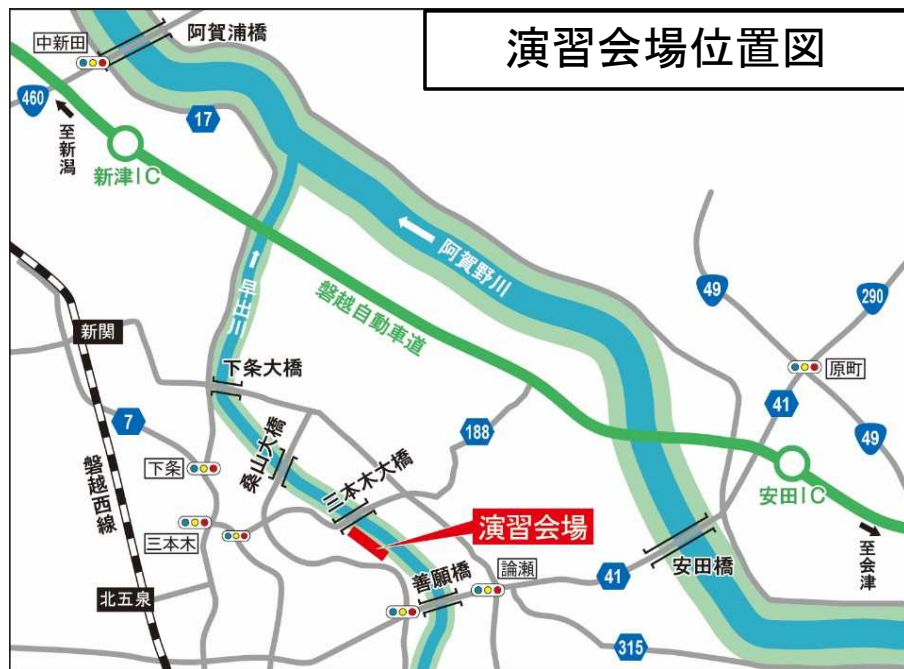 演習会場位置図
阿賀浦橋
中新田
460
至新潟
17
新津IC
阿賀野川
早出川
磐越自動車道
49
290
新関
下条大橋
原町
7
41
188
桑山大橋
三本木大橋
49
下条
磐越西線
安田IC
三本木
演習会場
安田橋
至会津
善願橋
論瀬
41
北五泉
315